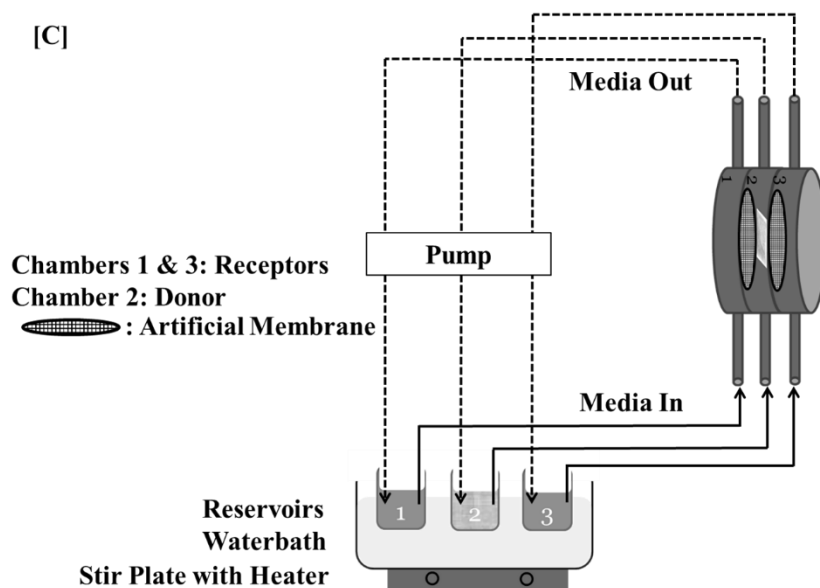 [C]
Media Out
1 2 3
Pump
Chambers 1 & 3: Receptors
Chamber 2: Donor
: Artificial Membrane
Media In
1 2 3
Reservoirs
Waterbath
Stir Plate with Heater